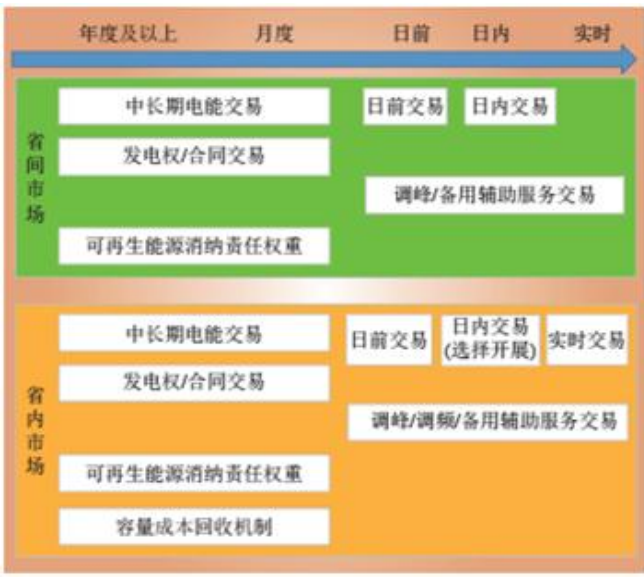 年度及以上 月度 日前 日内 实时
省间市场
中长期电能交易 日前交易 日内交易
发电权/合同交易
调峰/备用辅助服务交易
可再生能源消纳责任权重
省内市场
中长期电能交易
日前交易
日内交易
(选择开展)
实时交易
发电权/合同交易
调峰/调频/备用辅助服务交易
可再生能源消纳责任权重
容量成本回收机制